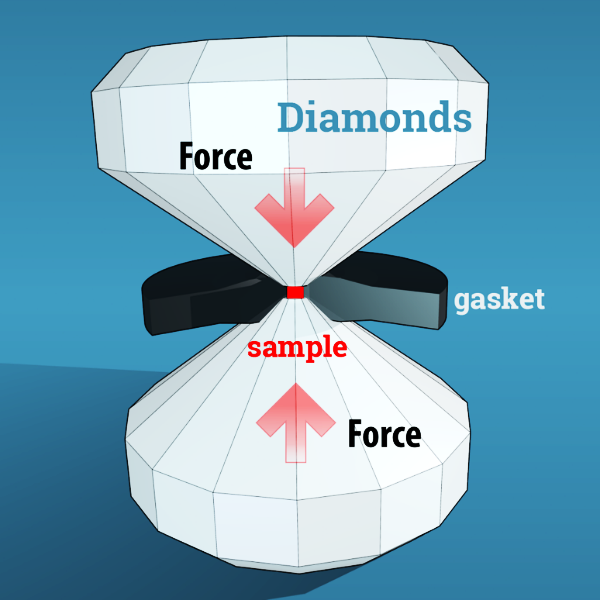 Diamonds
Force
gasket
sample
Force